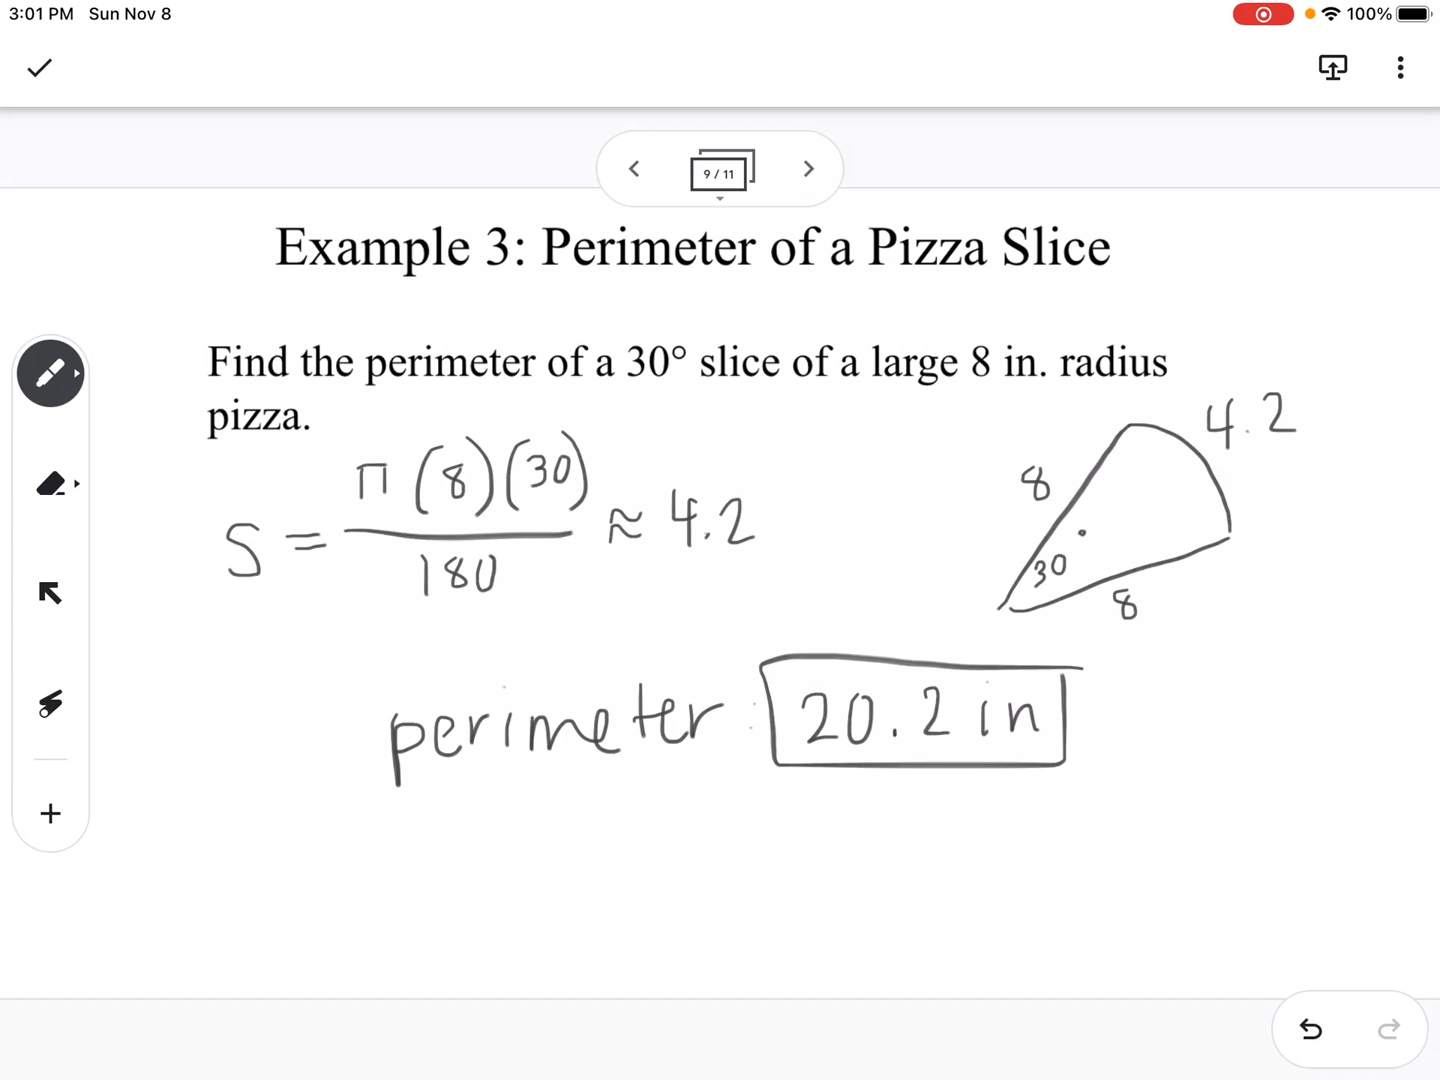 3:01 PM Sun Nov 8
100%
9 / 11
Example 3: Perimeter of a Pizza Slice
Find the perimeter of a 30° slice of a large 8 in. radius
pizza.
S = π(8)(30) / 180 ≈ 4.2
4.2
8
30
8
perimeter : 20.2 in